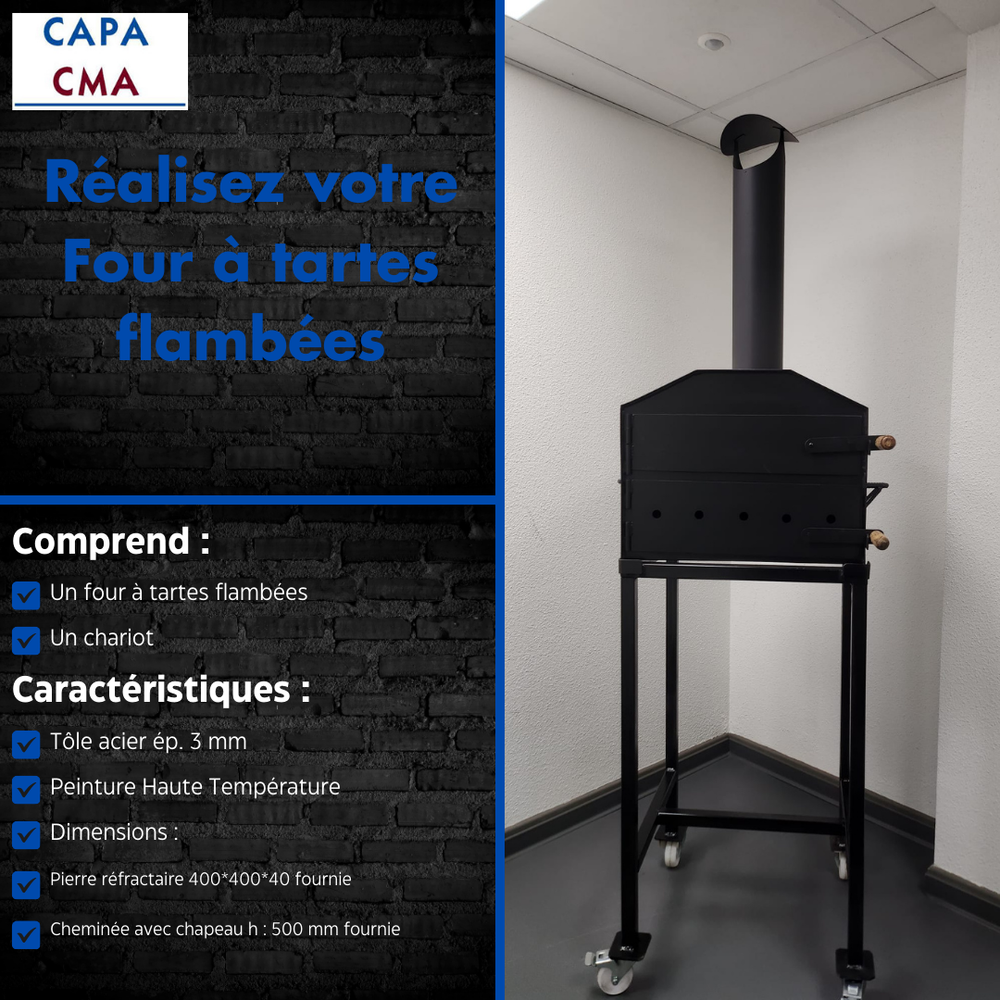 CAPA
CMA
Réalisez votre
Four à tartes
flambées
Comprend :
Un four à tartes flambées
Un chariot
Caractéristiques :
Tôle acier ép. 3 mm
Peinture Haute Température
Dimensions :
Pierre réfractaire 400*400*40 fournie
Cheminée avec chapeau h : 500 mm fournie